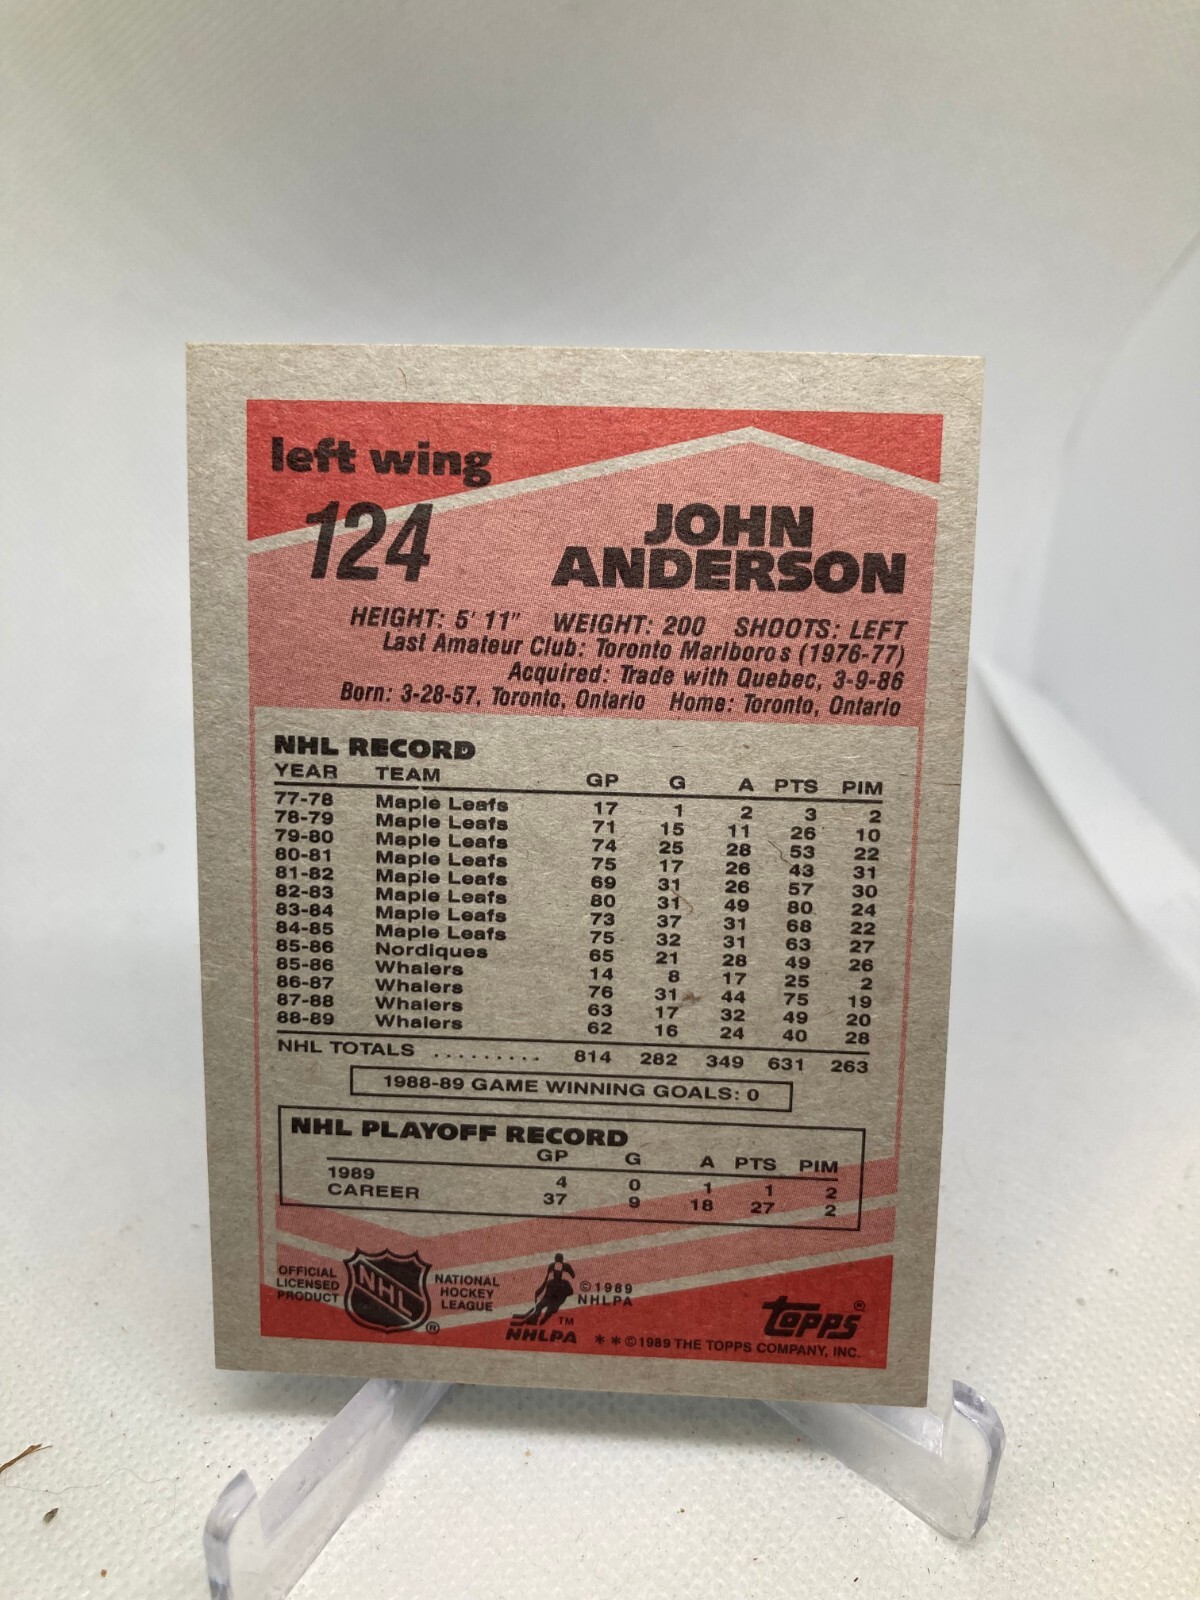 left wing
124
JOHN
ANDERSON
HEIGHT: 5' 11" WEIGHT: 200 SHOOTS: LEFT
Last Amateur Club: Toronto Marlboros (1976-77)
Acquired: Trade with Quebec, 3-9-86
Born: 3-28-57, Toronto, Ontario Home: Toronto, Ontario
NHL RECORD
YEAR TEAM GP G A PTS PIM
77-78 Maple Leafs 17 1 2 3 2
78-79 Maple Leafs 71 15 11 26 10
79-80 Maple Leafs 74 25 28 53 22
80-81 Maple Leafs 75 17 26 43 31
81-82 Maple Leafs 69 31 26 57 30
82-83 Maple Leafs 80 31 49 80 24
83-84 Maple Leafs 73 37 31 68 22
84-85 Maple Leafs 75 32 31 63 27
85-86 Nordiques 65 21 28 49 26
85-86 Whalers 14 8 17 25 2
86-87 Whalers 76 31 44 75 19
87-88 Whalers 63 17 32 49 20
88-89 Whalers 62 16 24 40 28
NHL TOTALS ......... 814 282 349 631 263
1988-89 GAME WINNING GOALS: 0
NHL PLAYOFF RECORD
GP G A PTS PIM
1989 4 0 1 1 2
CAREER 37 9 18 27 2
OFFICIAL
LICENSED
PRODUCT
NHL
®
NATIONAL
HOCKEY
LEAGUE
TM
NHLPA
©1989
NHLPA
topps®
**©1989 THE TOPPS COMPANY, INC.